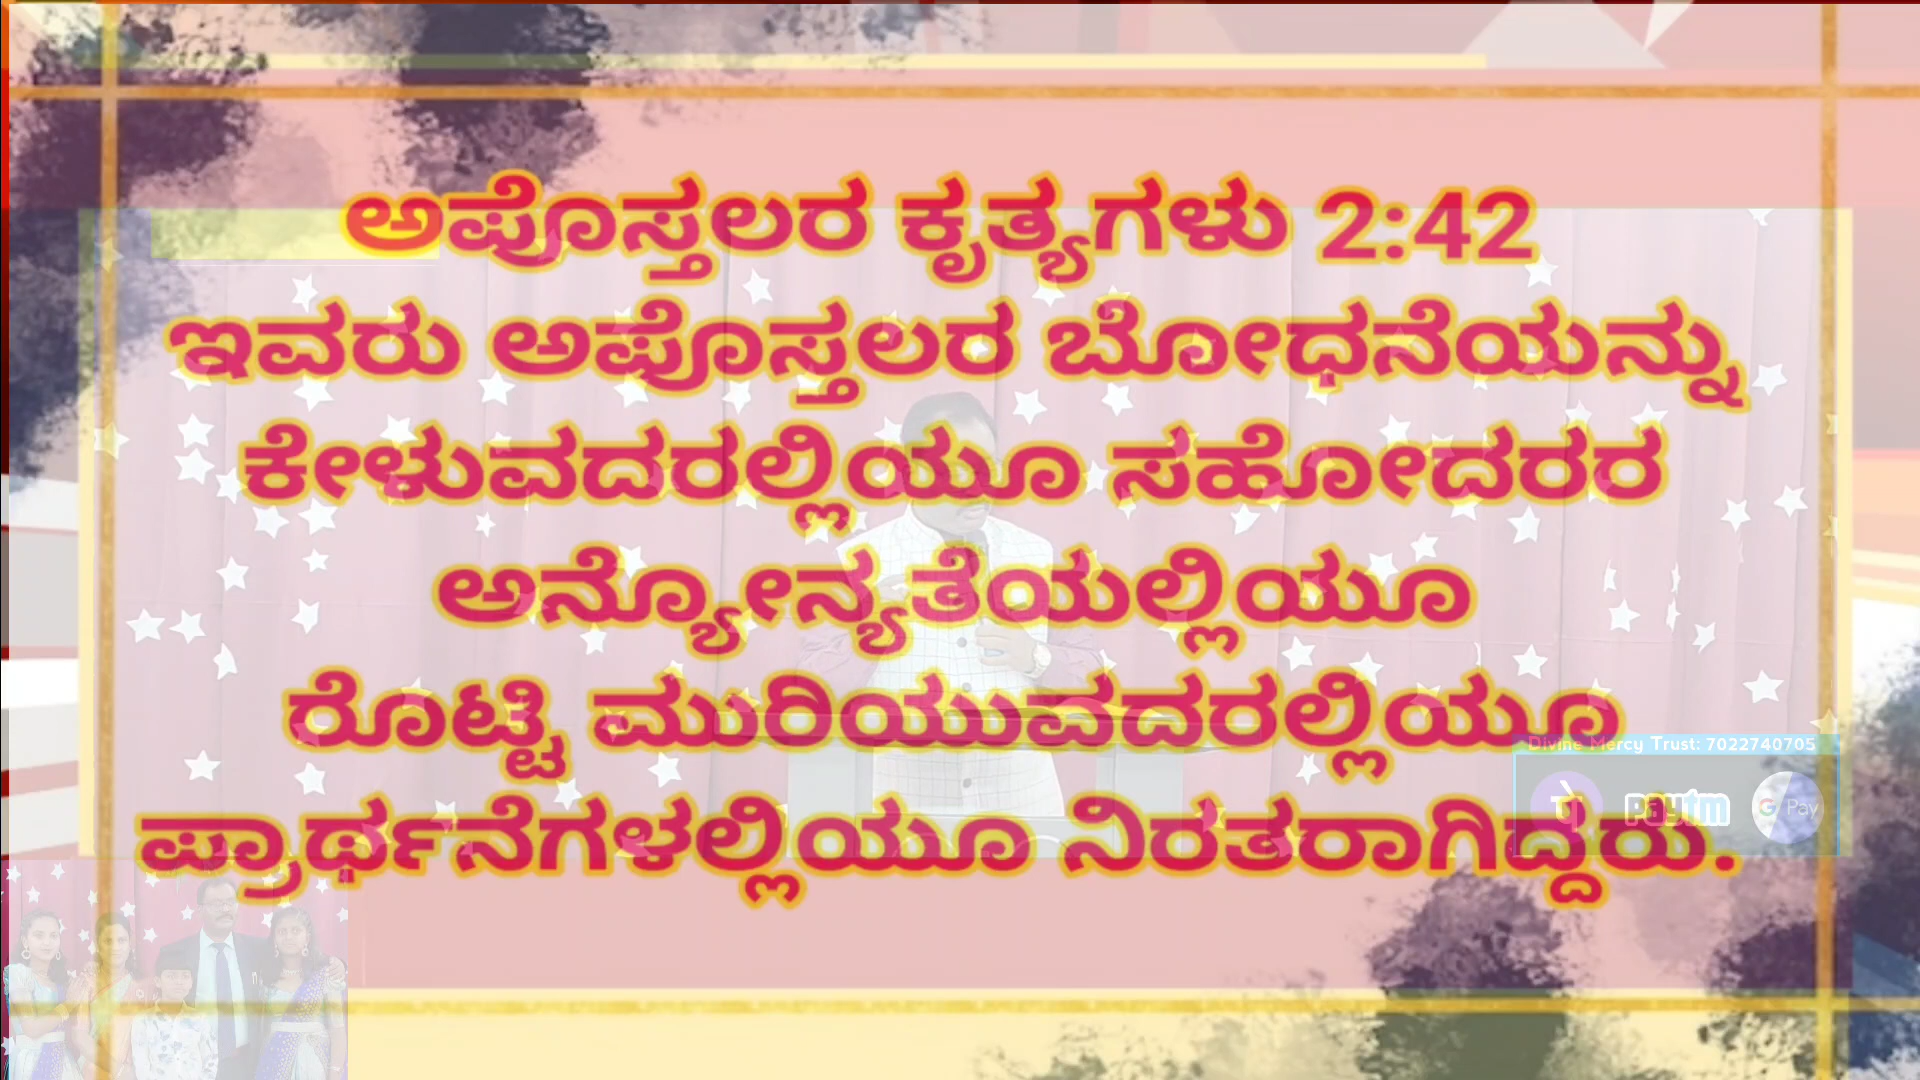 ಅಪೊಸ್ತಲರ ಕೃತ್ಯಗಳು 2:42
ಇವರು ಅಪೊಸ್ತಲರ ಬೋಧನೆಯನ್ನು
ಕೇಳುವದರಲ್ಲಿಯೂ ಸಹೋದರರ
ಅನ್ಯೋನ್ಯತೆಯಲ್ಲಿಯೂ
ರೊಟ್ಟಿ ಮುರಿಯುವದರಲ್ಲಿಯೂ
ಪ್ರಾರ್ಥನೆಗಳಲ್ಲಿಯೂ ನಿರತರಾಗಿದ್ದರು.
Divine Mercy Trust: 7022740705
paytm G Pay